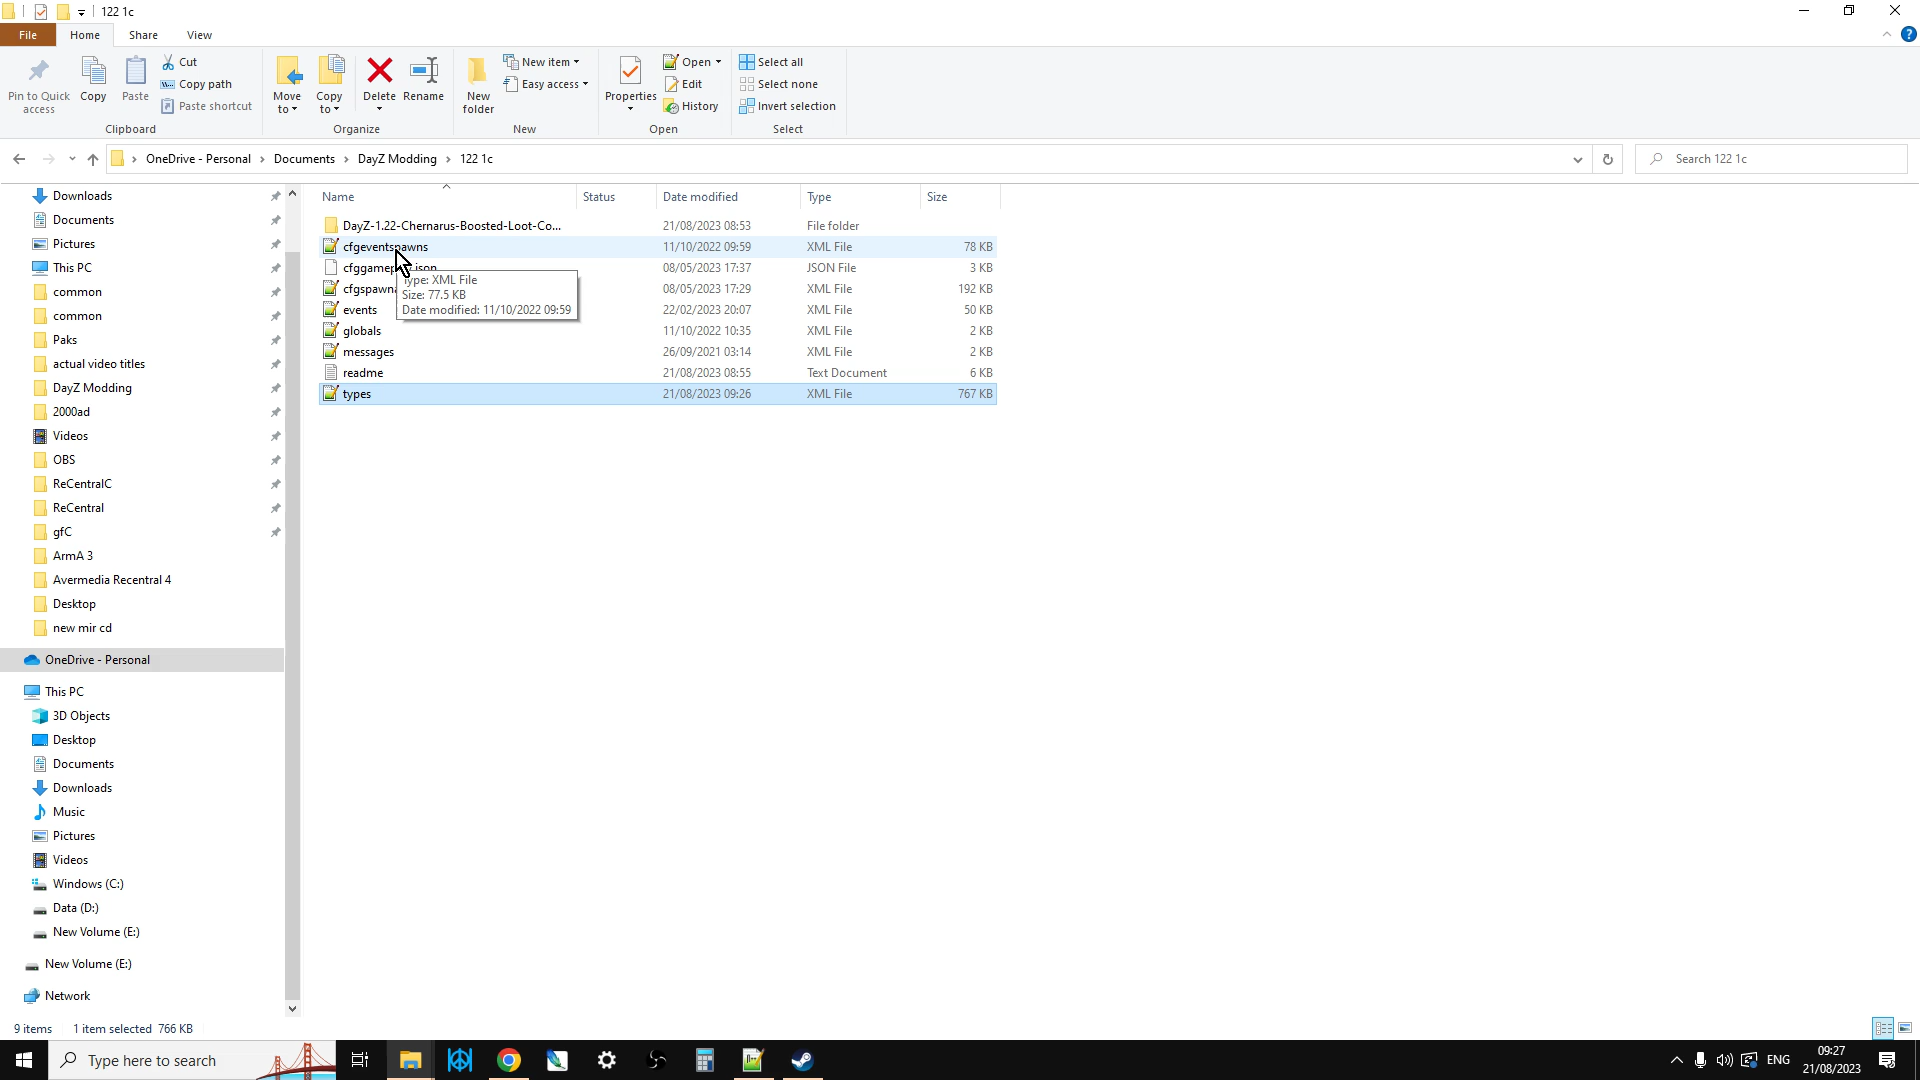 122 1c
File
Home
Share
View
Pin to Quick
access
Copy
Paste
Cut
Copy path
Paste shortcut
Clipboard
Move
to
Copy
to
Delete
Rename
Organize
New
folder
New item
Easy access
New
Properties
Open
Edit
History
Open
Select all
Select none
Invert selection
Select
OneDrive - Personal
Documents
DayZ Modding
122 1c
Search 122 1c
Downloads
Documents
Pictures
This PC
common
common
Paks
actual video titles
DayZ Modding
2000ad
Videos
OBS
ReCentralC
ReCentral
gfC
ArmA 3
Avermedia Recentral 4
Desktop
new mir cd
OneDrive - Personal
This PC
3D Objects
Desktop
Documents
Downloads
Music
Pictures
Videos
Windows (C:)
Data (D:)
New Volume (E:)
New Volume (E:)
Network
Name Status Date modified Type Size
DayZ-1.22-Chernarus-Boosted-Loot-Co... 21/08/2023 08:53 File folder
cfgeventspawns 11/10/2022 09:59 XML File 78 KB
08/05/2023 17:37 JSON File 3 KB
08/05/2023 17:29 XML File 192 KB
events 22/02/2023 20:07 XML File 50 KB
globals 11/10/2022 10:35 XML File 2 KB
messages 26/09/2021 03:14 XML File 2 KB
readme 21/08/2023 08:55 Text Document 6 KB
types 21/08/2023 09:26 XML File 767 KB
Type: XML File
Size: 77.5 KB
Date modified: 11/10/2022 09:59
9 items 1 item selected 766 KB
Type here to search
ENG
09:27
21/08/2023